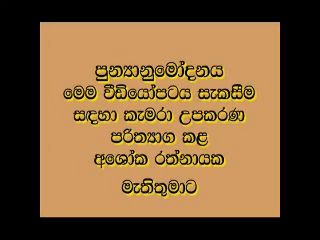 පුන්‍යානුමෝදනය
මෙම වීඩියෝපටය සැකසීම
සඳහා කැමරා උපකරණ
පරිත්‍යාග කළ
අශෝක රත්නායක
මැතිතුමාට